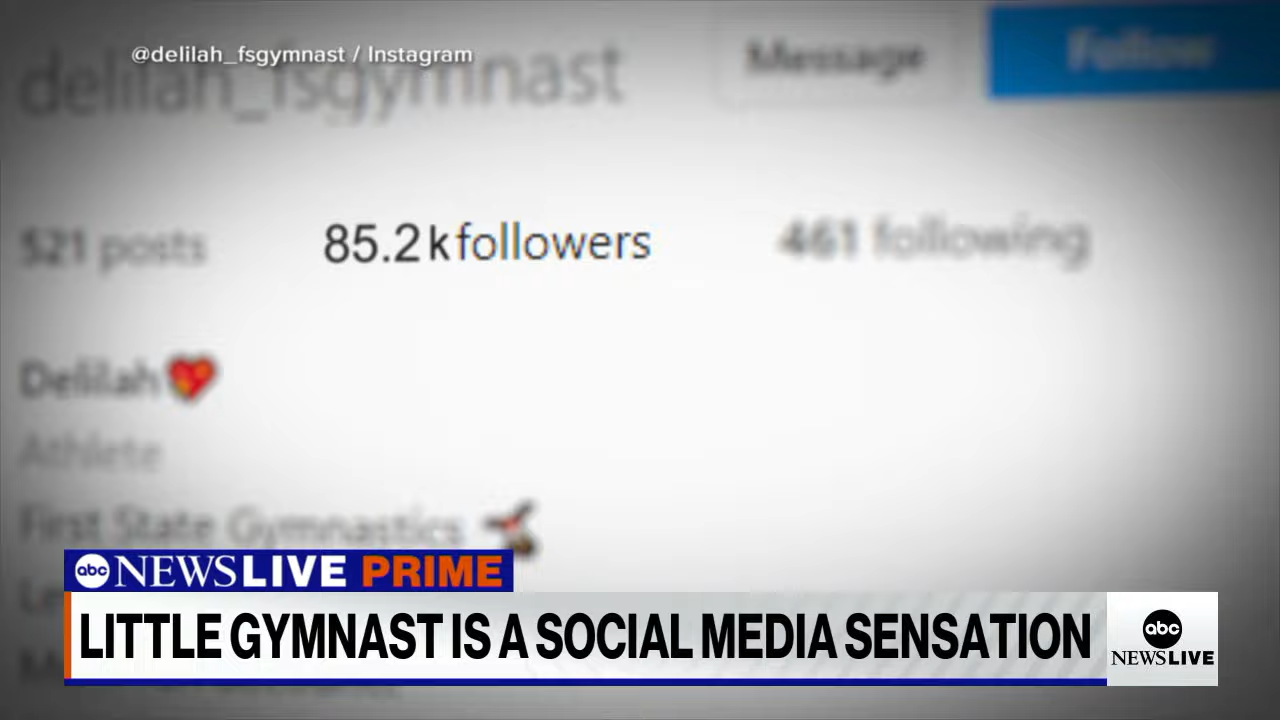 @delilah_fsgymnast / Instagram
delilah_fsgymnast Message Follow
521 posts 85.2k followers 461 following
Delilah
Athlete
First State Gymnastics
abc NEWS LIVE PRIME
LITTLE GYMNAST IS A SOCIAL MEDIA SENSATION
abc
NEWS LIVE